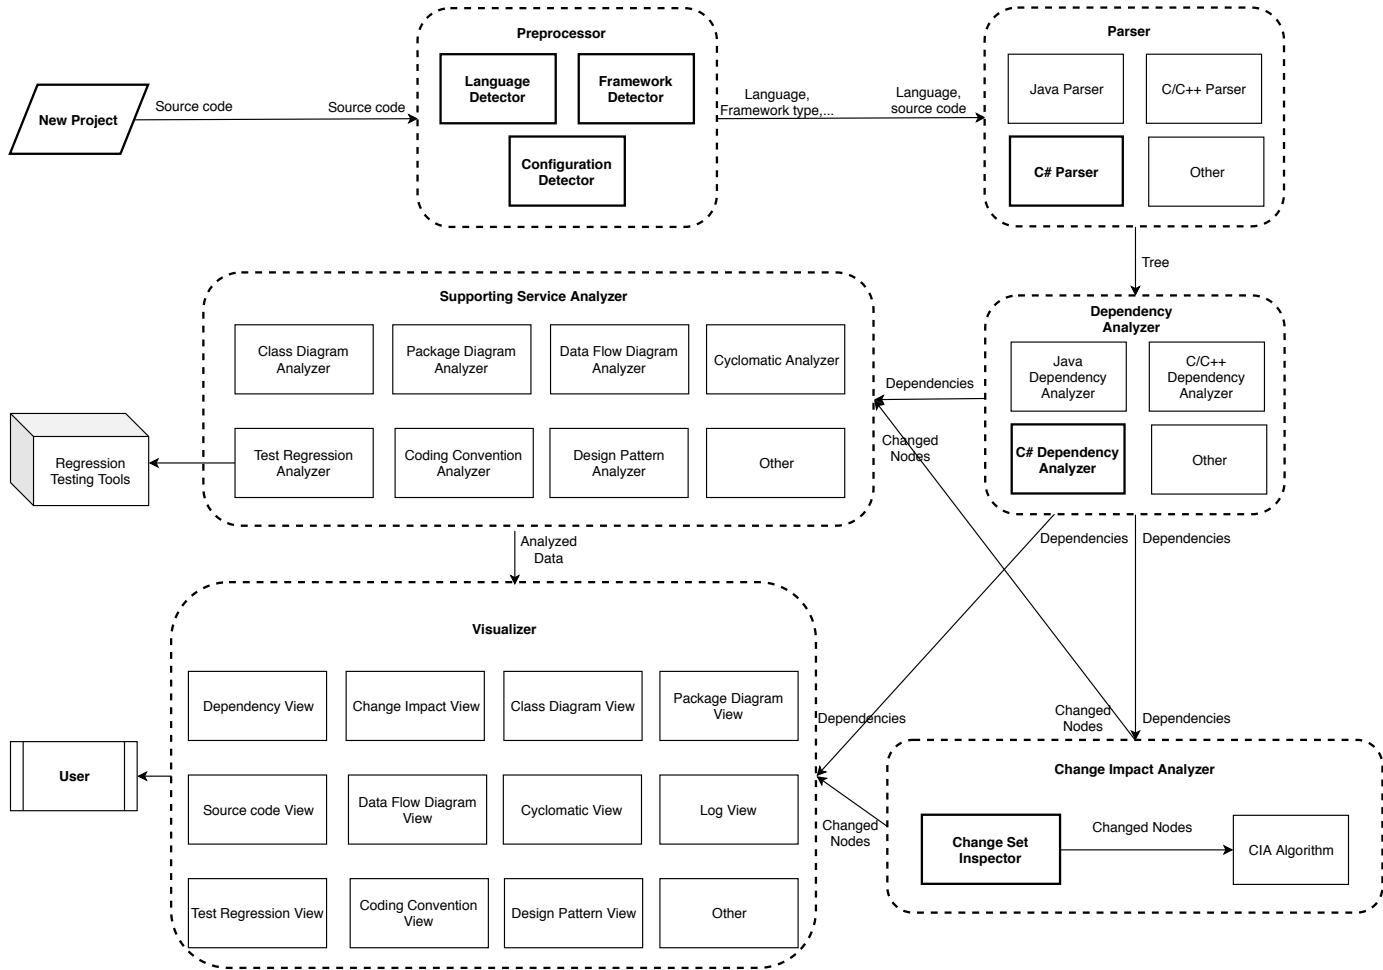 Preprocessor
Language
Detector
Framework
Detector
Configuration
Detector
New Project
Source code
Source code
Language,
Framework type,...
Language,
source code
Parser
Java Parser
C/C++ Parser
C# Parser
Other
Tree
Supporting Service Analyzer
Class Diagram
Analyzer
Package Diagram
Analyzer
Data Flow Diagram
Analyzer
Cyclomatic Analyzer
Test Regression
Analyzer
Coding Convention
Analyzer
Design Pattern
Analyzer
Other
Dependencies
Changed
Nodes
Dependency
Analyzer
Java
Dependency
Analyzer
C/C++
Dependency
Analyzer
C# Dependency
Analyzer
Other
Regression
Testing Tools
Analyzed
Data
Dependencies
Dependencies
Visualizer
Dependency View
Change Impact View
Class Diagram View
Package Diagram
View
Source code View
Data Flow Diagram
View
Cyclomatic View
Log View
Test Regression View
Coding Convention
View
Design Pattern View
Other
User
Dependencies
Changed
Nodes
Dependencies
Changed
Nodes
Change Impact Analyzer
Change Set
Inspector
Changed Nodes
CIA Algorithm